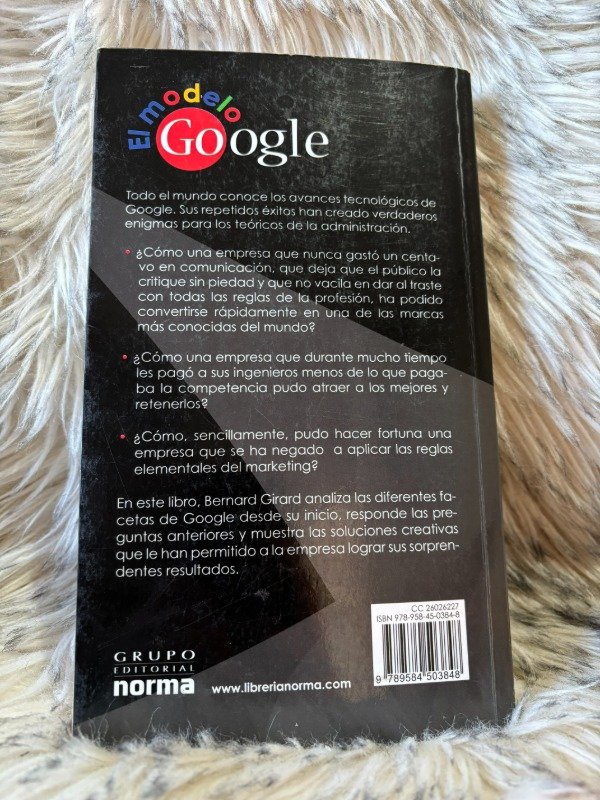 El modelo
Google
Todo el mundo conoce los avances tecnológicos de
Google. Sus repetidos éxitos han creado verdaderos
enigmas para los teóricos de la administración.
• ¿Cómo una empresa que nunca gastó un centa-
vo en comunicación, que deja que el público la
critique sin piedad y que no vacila en dar al traste
con todas las reglas de la profesión, ha podido
convertirse rápidamente en una de las marcas
más conocidas del mundo?
• ¿Cómo una empresa que durante mucho tiempo
les pagó a sus ingenieros menos de lo que paga-
ba la competencia pudo atraer a los mejores y
retenerlos?
• ¿Cómo, sencillamente, pudo hacer fortuna una
empresa que se ha negado a aplicar las reglas
elementales del marketing?
En este libro, Bernard Girard analiza las diferentes fa-
cetas de Google desde su inicio, responde las pre-
guntas anteriores y muestra las soluciones creativas
que le han permitido a la empresa lograr sus sorpren-
dentes resultados.
CC 26026227
ISBN 978-958-45-0384-8
9 789584 503848
GRUPO
EDITORIAL
norma
www.librerianorma.com